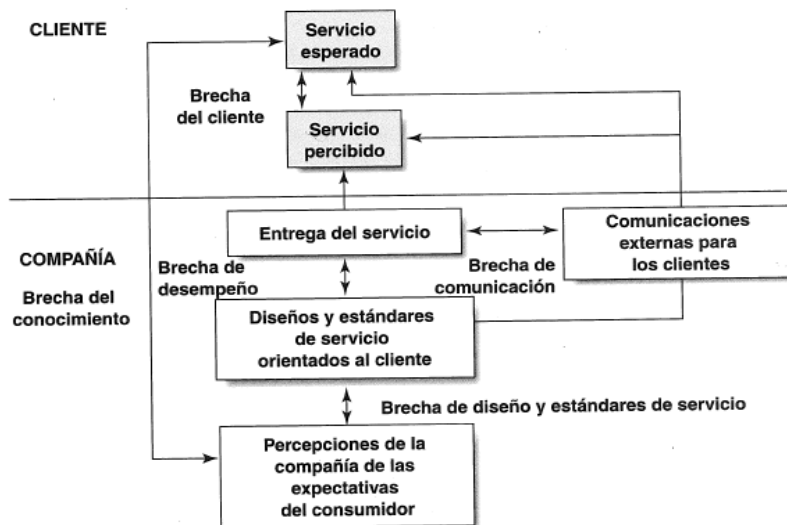 CLIENTE
Servicio
esperado
Brecha
del cliente
Servicio
percibido
Entrega del servicio
Comunicaciones
externas para
los clientes
COMPAÑÍA
Brecha del
conocimiento
Brecha de
desempeño
Brecha de
comunicación
Diseños y estándares
de servicio
orientados al cliente
Brecha de diseño y estándares de servicio
Percepciones de la
compañía de las
expectativas
del consumidor